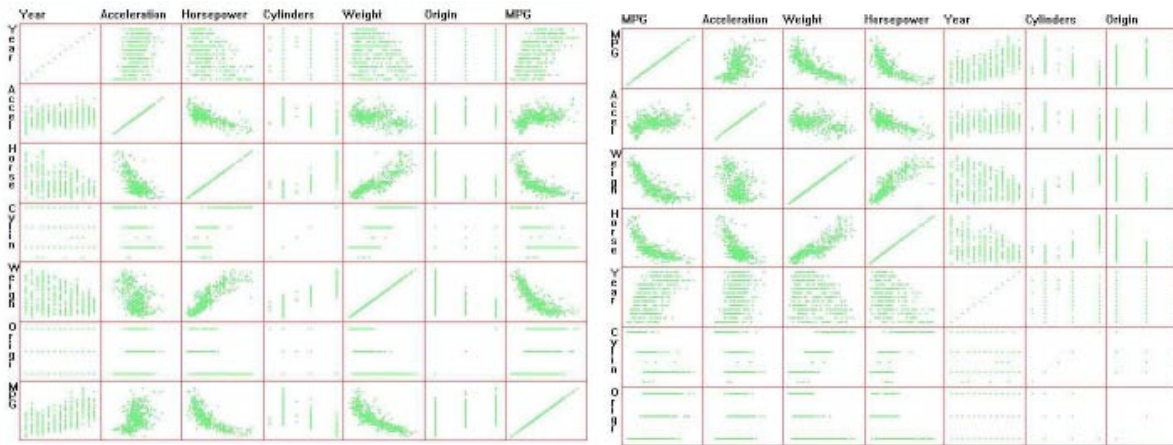 Year Acceleration Horsepower Cylinders Weight Origin MPG
Year
Accel
Horse
Cylin
Weigh
Origi
MPG
MPG Acceleration Weight Horsepower Year Cylinders Origin
MPG
Accel
Weigh
Horse
Year
Cylin
Origi